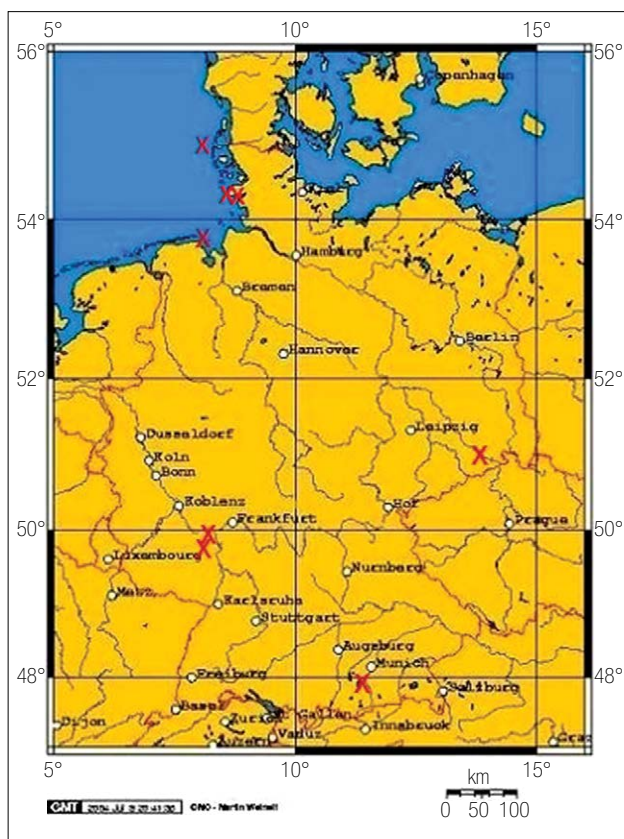 5° 10° 15°
56° 56°
Copenhagen
54° 54°
Hamburg
Bremen
Berlin
Hannover
52° 52°
Leipzig
Dusseldorf
Koln
Bonn
Koblenz
Hof
Frankfurt
Prague
50° 50°
Luxembourg
Nurnberg
Metz
Karlsruhe
Stuttgart
Augsburg
Munich
48° 48°
Freiburg
Salzburg
Basel
Zurich
St. Gallen
Innsbruck
Dijon
Vaduz
Luzern
Graz
5° 10° 15°
km
0 50 100
GMT
OMC - Martin Weinelt